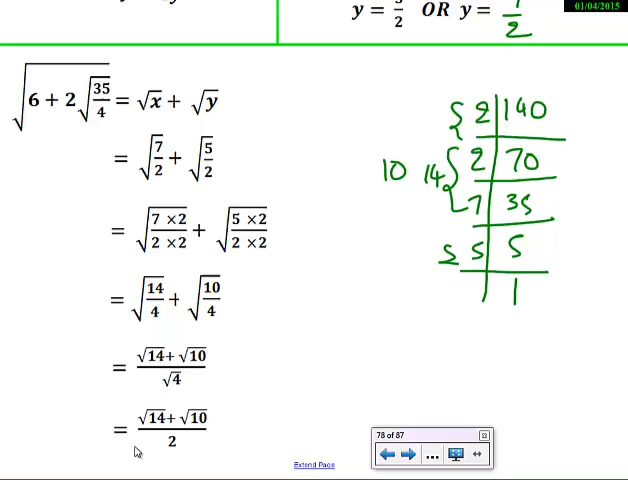 y = 5/2 OR y = 7/2
01/04/2015
√(6 + 2√(35/4)) = √x + √y
= √(7/2) + √(5/2)
= √((7 × 2)/(2 × 2)) + √((5 × 2)/(2 × 2))
= √(14/4) + √(10/4)
= (√14 + √10)/√4
= (√14 + √10)/2
2 | 140
10 14 2 | 70
7 | 35
5 5 | 5
| 1
78 of 87
...
Extend Page